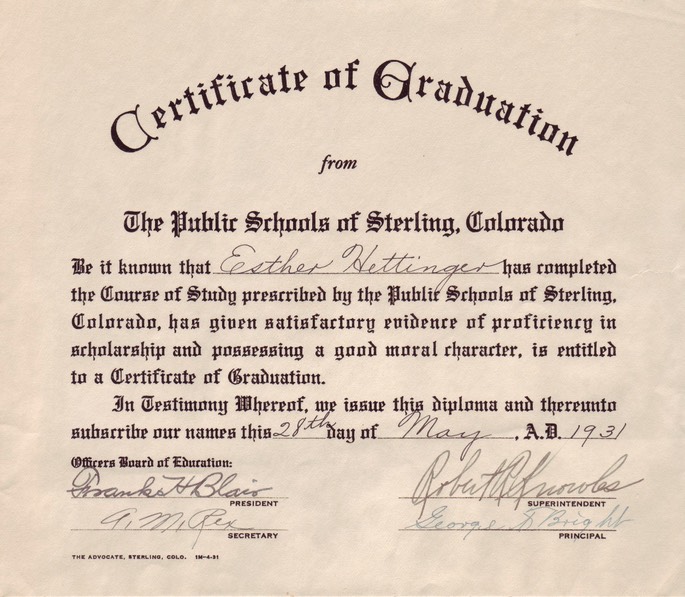 Certificate of Graduation
from
The Public Schools of Sterling, Colorado
Be it known that Esther Hettinger has completed
the Course of Study prescribed by the Public Schools of Sterling,
Colorado, has given satisfactory evidence of proficiency in
scholarship and possessing a good moral character, is entitled
to a Certificate of Graduation.
In Testimony Whereof, we issue this diploma and thereunto
subscribe our names this 28th day of May, A.D. 1931
Officers Board of Education:
H Blair Robert R Knowles
PRESIDENT SUPERINTENDENT
A. M. Rex George Bright
SECRETARY PRINCIPAL
THE ADVOCATE, STERLING, COLO. 1M-4-31